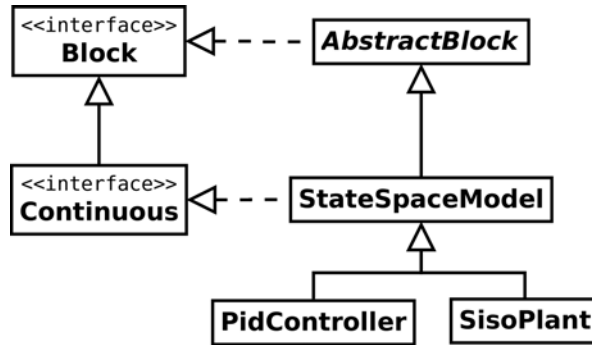 <<interface>>
Block
AbstractBlock
<<interface>>
Continuous
StateSpaceModel
PidController
SisoPlant